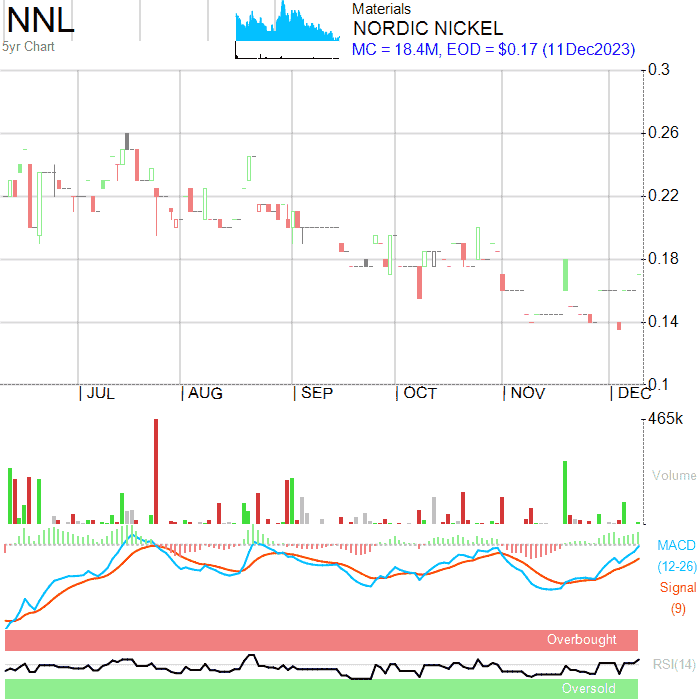 NNL
5yr Chart
Materials
NORDIC NICKEL
MC = 18.4M, EOD = $0.17 (11Dec2023)
0.3
0.26
0.22
0.18
0.14
0.1
JUL AUG SEP OCT NOV DEC
465k
Volume
MACD
(12-26)
Signal
(9)
Overbought
RSI(14)
Oversold